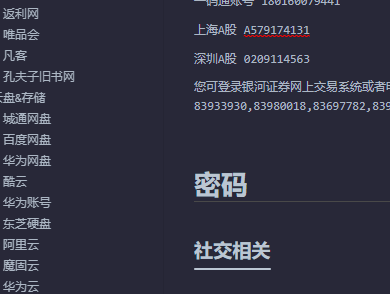 返利网
唯品会
凡客
孔夫子旧书网
盘&存储
城通网盘
百度网盘
华为网盘
酷云
华为账号
东芝硬盘
阿里云
魔固云
华为云
一码通账号 180160079441
上海A股 A579174131
深圳A股 0209114563
您可登录银河证券网上交易系统或者
83933930,83980018,83697782,839
密码
社交相关